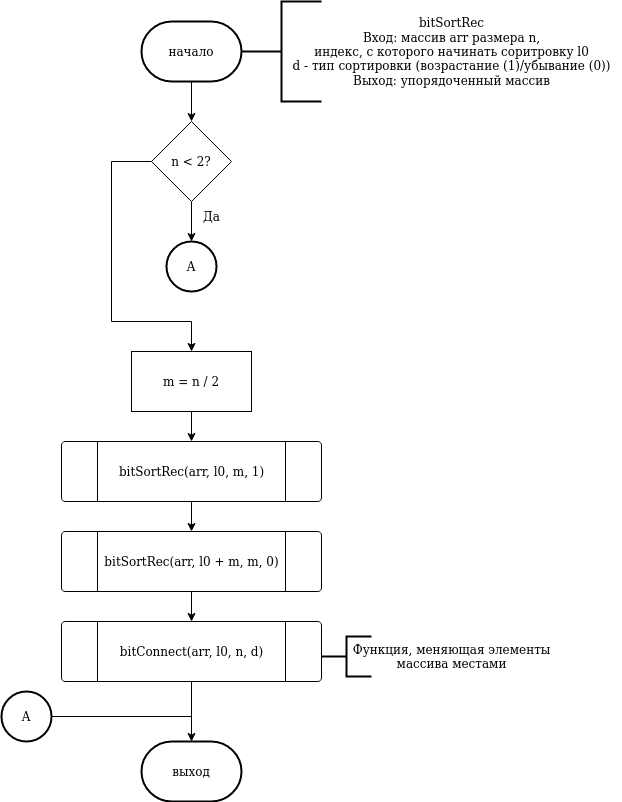 начало
bitSortRec
Вход: массив arr размера n,
индекс, с которого начинать соритровку l0
d - тип сортировки (возрастание (1)/убывание (0))
Выход: упорядоченный массив
n < 2?
Да
A
m = n / 2
bitSortRec(arr, l0, m, 1)
bitSortRec(arr, l0 + m, m, 0)
bitConnect(arr, l0, n, d)
Функция, меняющая элементы
массива местами
A
выход